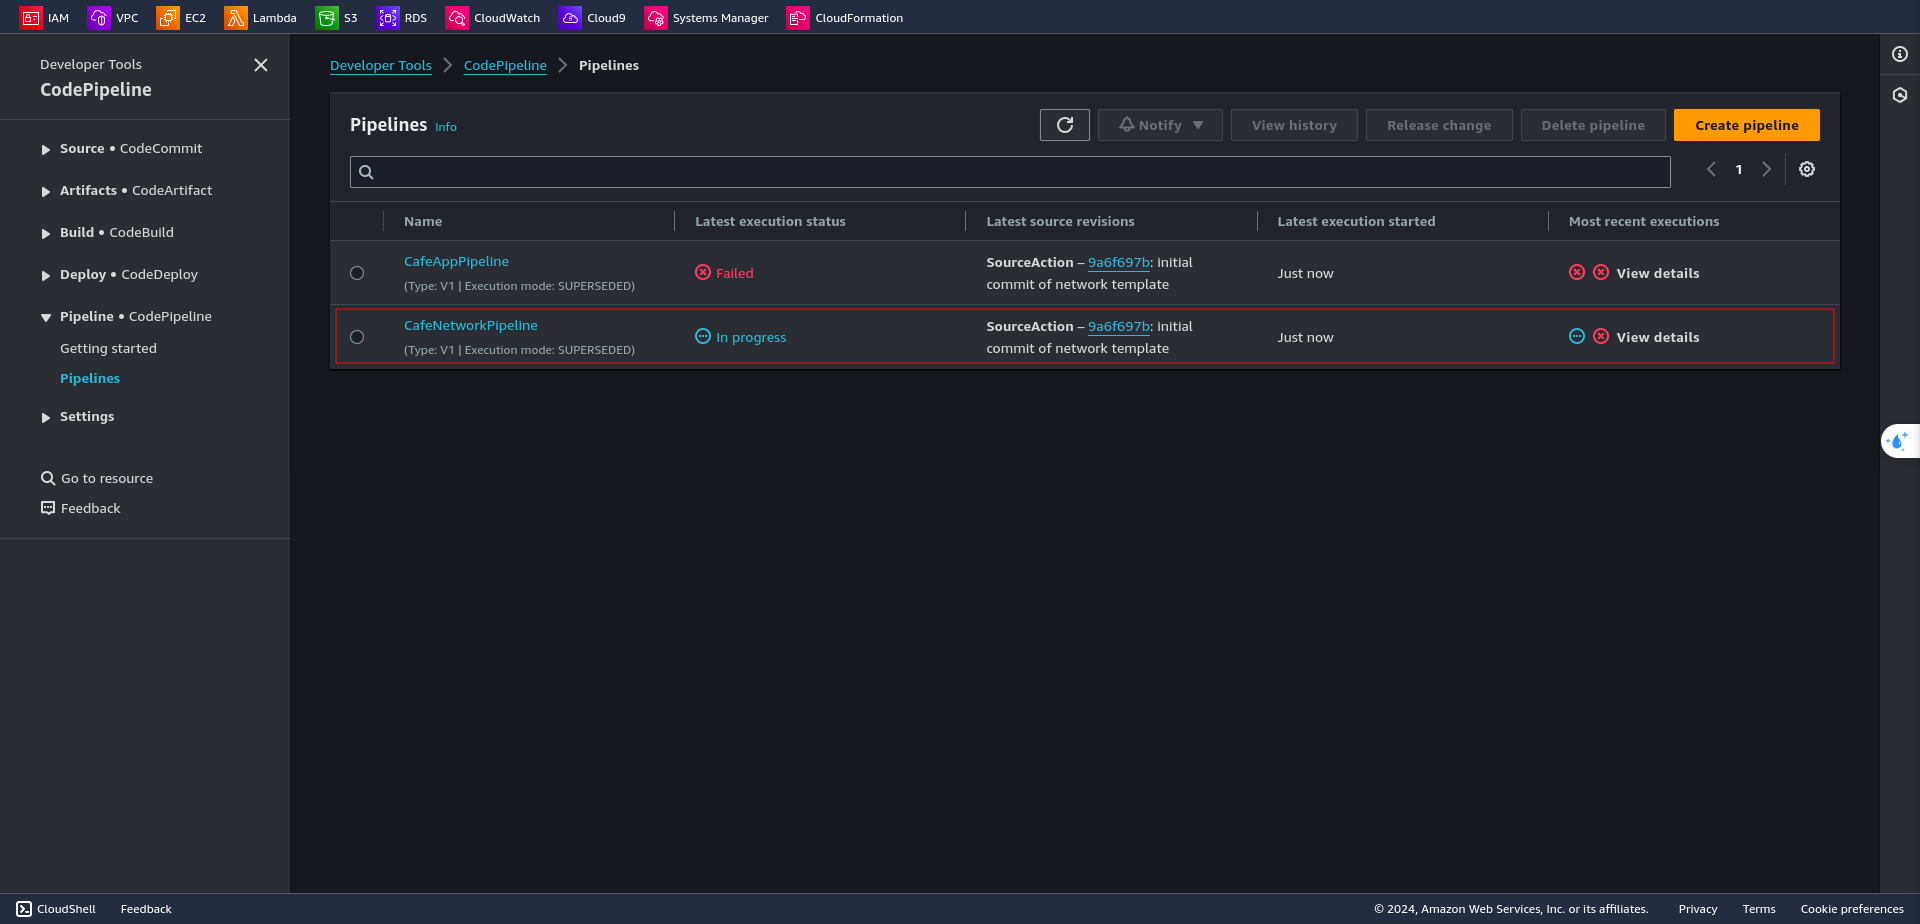 IAM VPC EC2 Lambda S3 RDS CloudWatch Cloud9 Systems Manager CloudFormation
Developer Tools
CodePipeline
Source • CodeCommit
Artifacts • CodeArtifact
Build • CodeBuild
Deploy • CodeDeploy
Pipeline • CodePipeline
Getting started
Pipelines
Settings
Go to resource
Feedback
Developer Tools CodePipeline Pipelines
Pipelines Info
Notify View history Release change Delete pipeline Create pipeline
1
Name Latest execution status Latest source revisions Latest execution started Most recent executions
CafeAppPipeline
(Type: V1 | Execution mode: SUPERSEDED)
Failed
SourceAction – 9a6f697b: initial
commit of network template
Just now
View details
CafeNetworkPipeline
(Type: V1 | Execution mode: SUPERSEDED)
In progress
SourceAction – 9a6f697b: initial
commit of network template
Just now
View details
CloudShell Feedback © 2024, Amazon Web Services, Inc. or its affiliates. Privacy Terms Cookie preferences